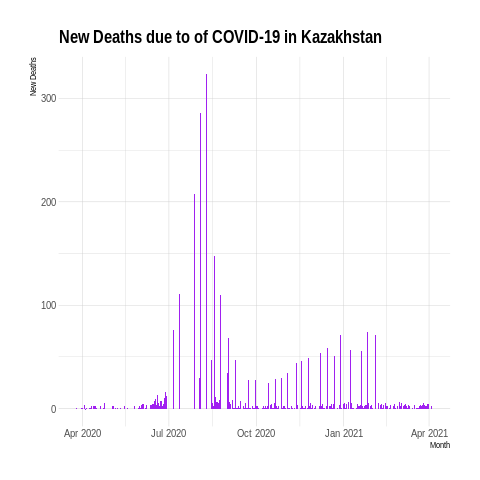 New Deaths due to of COVID-19 in Kazakhstan
New Deaths
300
200
100
0
Apr 2020 Jul 2020 Oct 2020 Jan 2021 Apr 2021
Month